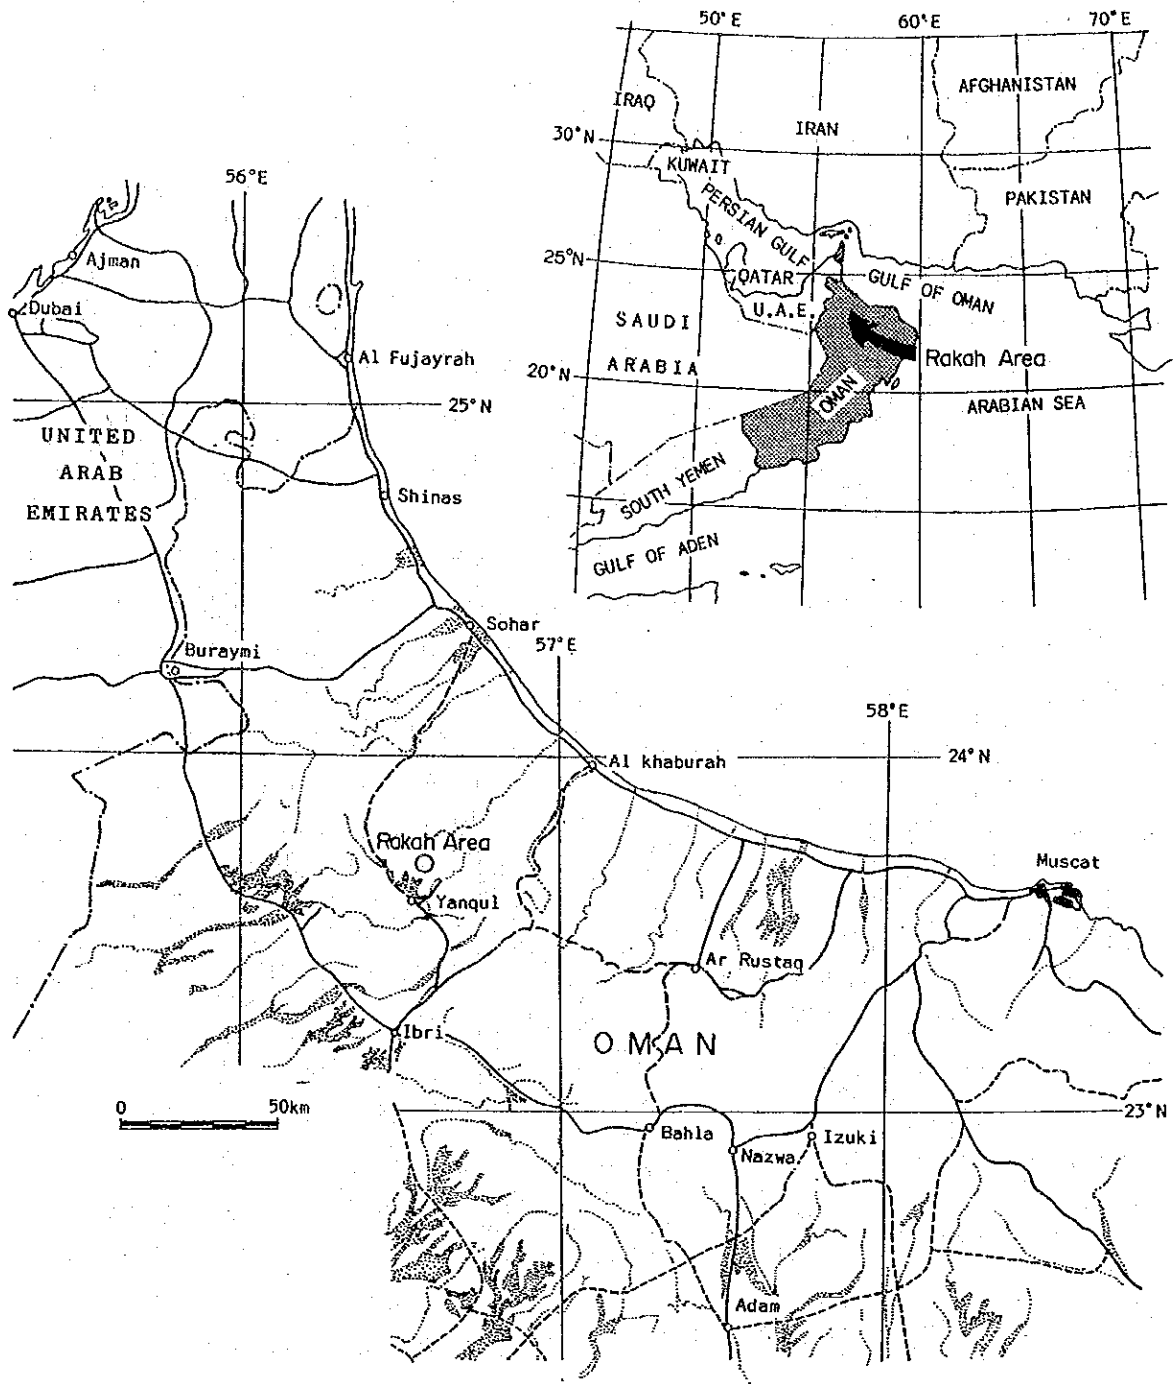 50°E
60°E
70°E
AFGHANISTAN
IRAQ
IRAN
30°N
KUWAIT
PAKISTAN
PERSIAN GULF
25°N
QATAR
GULF OF OMAN
U.A.E.
SAUDI
ARABIA
Rakah Area
20°N
OMAN
ARABIAN SEA
SOUTH YEMEN
GULF OF ADEN
56°E
Ajman
Dubai
Al Fujayrah
25°N
UNITED
ARAB
EMIRATES
Shinas
Sohar
57°E
Buraymi
58°E
Al khaburah
24°N
Rakah Area
Muscat
Yanqul
Ar Rustaq
Ibri
OMAN
0
50km
23°N
Bahla
Nazwa
Izuki
Adam